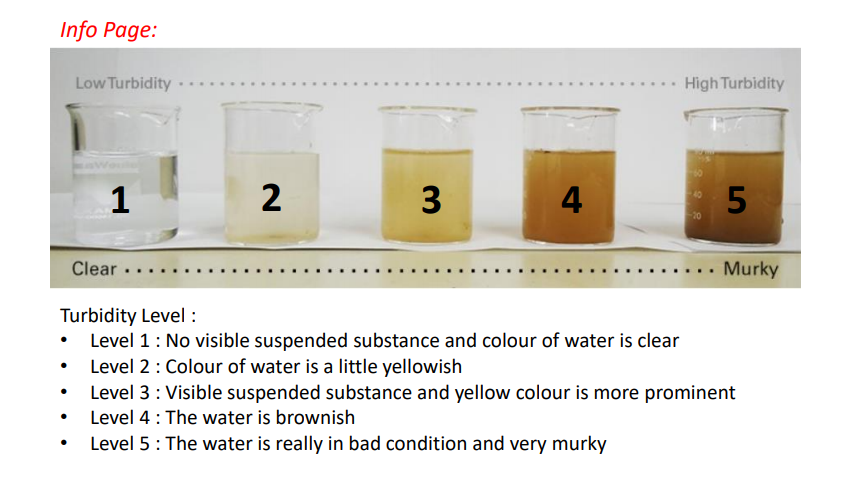 Info Page:
Low Turbidity ........................................ High Turbidity
1 2 3 4 5
60
40
20
Clear ........................................ Murky
Turbidity Level :
• Level 1 : No visible suspended substance and colour of water is clear
• Level 2 : Colour of water is a little yellowish
• Level 3 : Visible suspended substance and yellow colour is more prominent
• Level 4 : The water is brownish
• Level 5 : The water is really in bad condition and very murky